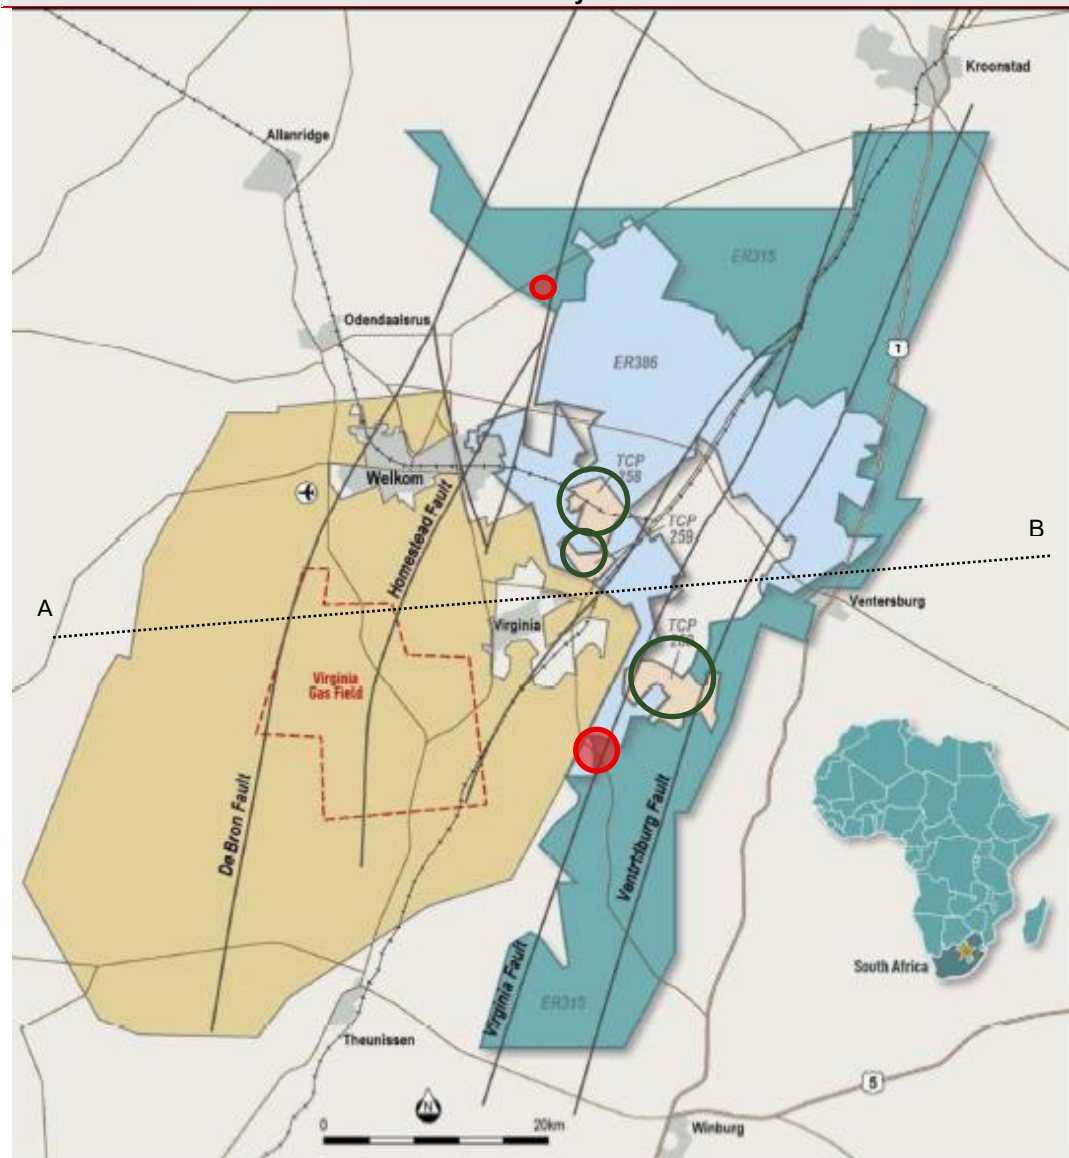 Kroonstad
Allanridge
ER315
1
Odendaalsrus
ER386
TCP
258
Welkom
TCP
259
Homestead Fault
B
A
Ventersburg
Virginia
TCP
Virginia
Gas Field
De Bron Fault
Ventrtsburg Fault
South Africa
Virginia Fault
ER315
Theunissen
N
5
0
20km
Winburg